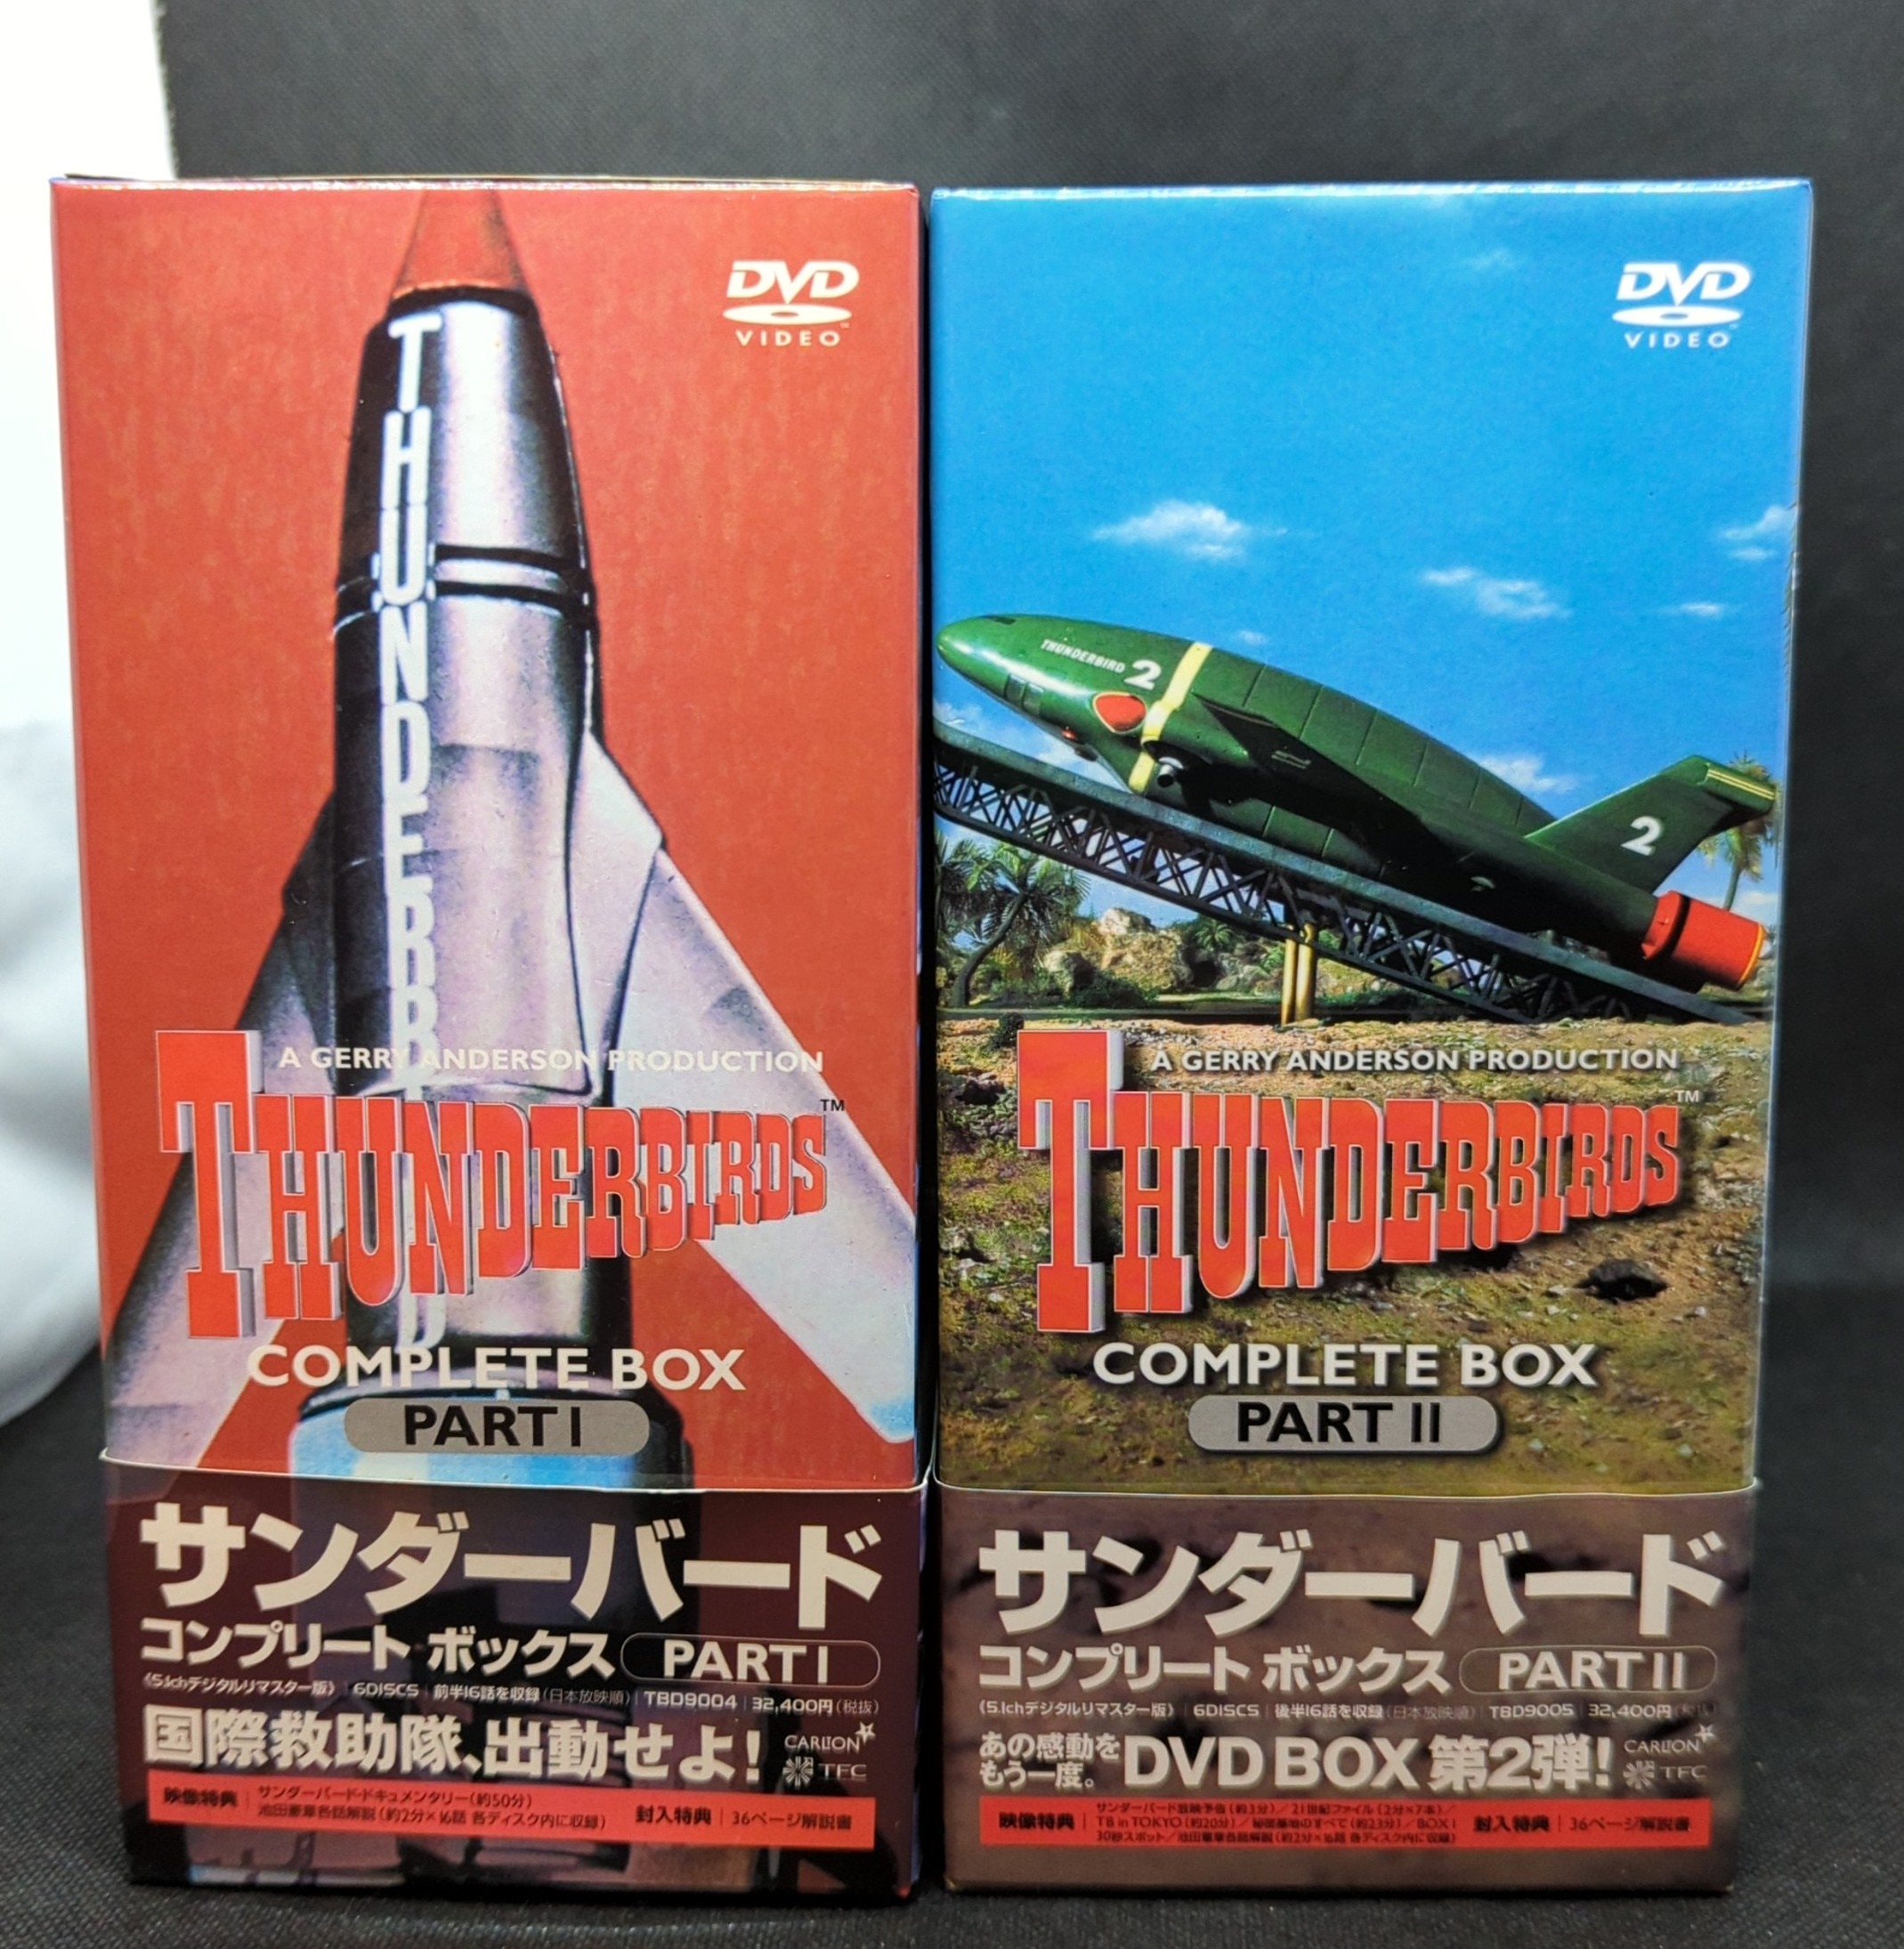 DVD
VIDEO
THUNDERBIRD
A GERRY ANDERSON PRODUCTION
THUNDERBIRDS™
COMPLETE BOX
PART I
サンダーバード
コンプリート ボックス PART I
《5.1chデジタルリマスター版》 | 6DISCS | 前半16話を収録(日本放映順) | TBD9004 | 32,400円(税抜)
国際救助隊、出動せよ!
CARLTON
TFC
映像特典 サンダーバード・ドキュメンタリー(約50分)
池田憲章各話解説(約2分×16話 各ディスク内に収録)
封入特典 36ページ解説書
DVD
VIDEO™
THUNDERBIRD 2
2
A GERRY ANDERSON PRODUCTION
THUNDERBIRDS™
COMPLETE BOX
PART II
サンダーバード
コンプリート ボックス PART II
《5.1chデジタルリマスター版》 | 6DISCS | 後半16話を収録(日本放映順) | TBD9005 | 32,400円(税抜)
あの感動を
もう一度。
DVD BOX 第2弾!
CARLTON
TFC
映像特典 サンダーバード放映予告(約3分)/21世紀ファイル(2分×7本)/
TB in TOKYO(約20分)/秘密基地のすべて(約23分)/BOX I
30秒スポット/池田憲章各話解説(約2分×16話 各ディスク内に収録)
封入特典 36ページ解説書